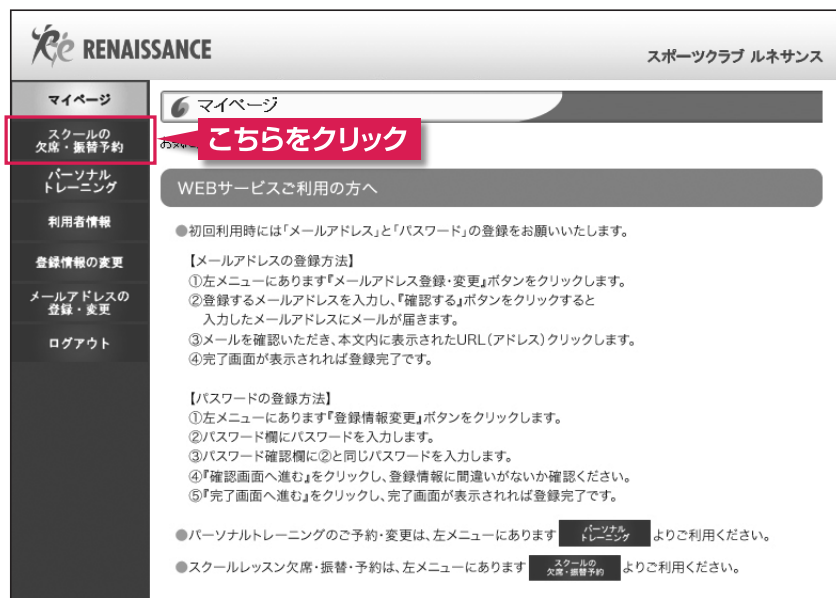 RENAISSANCE
スポーツクラブ ルネサンス
マイページ
スクールの
欠席・振替予約
パーソナル
トレーニング
利用者情報
登録情報の変更
メールアドレスの
登録・変更
ログアウト
マイページ
こちらをクリック
WEBサービスご利用の方へ
●初回利用時には「メールアドレス」と「パスワード」の登録をお願いいたします。
【メールアドレスの登録方法】
①左メニューにあります『メールアドレス登録・変更』ボタンをクリックします。
②登録するメールアドレスを入力し、『確認する』ボタンをクリックすると
入力したメールアドレスにメールが届きます。
③メールを確認いただき、本文内に表示されたURL(アドレス)クリックします。
④完了画面が表示されれば登録完了です。
【パスワードの登録方法】
①左メニューにあります『登録情報変更』ボタンをクリックします。
②パスワード欄にパスワードを入力します。
③パスワード確認欄に②と同じパスワードを入力します。
④『確認画面へ進む』をクリックし、登録情報に間違いがないか確認ください。
⑤『完了画面へ進む』をクリックし、完了画面が表示されれば登録完了です。
●パーソナルトレーニングのご予約・変更は、左メニューにあります パーソナル トレーニング よりご利用ください。
●スクールレッスン欠席・振替・予約は、左メニューにあります スクールの 欠席・振替予約 よりご利用ください。